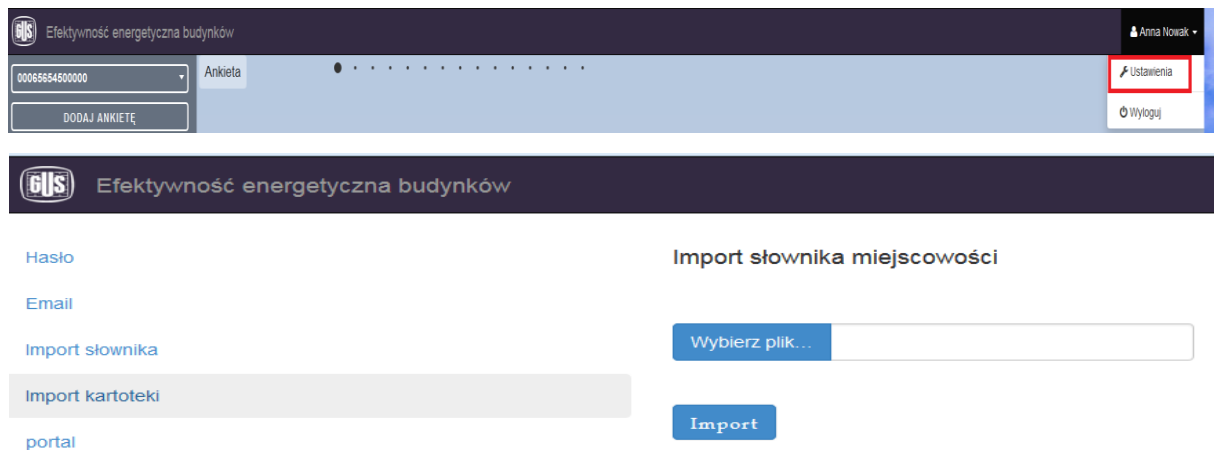 GUS Efektywność energetyczna budynków Anna Nowak
00065654500000 Ankieta Ustawienia
DODAJ ANKIETĘ Wyloguj
GUS Efektywność energetyczna budynków
Hasło
Email
Import słownika
Import kartoteki
portal
Import słownika miejscowości
Wybierz plik...
Import